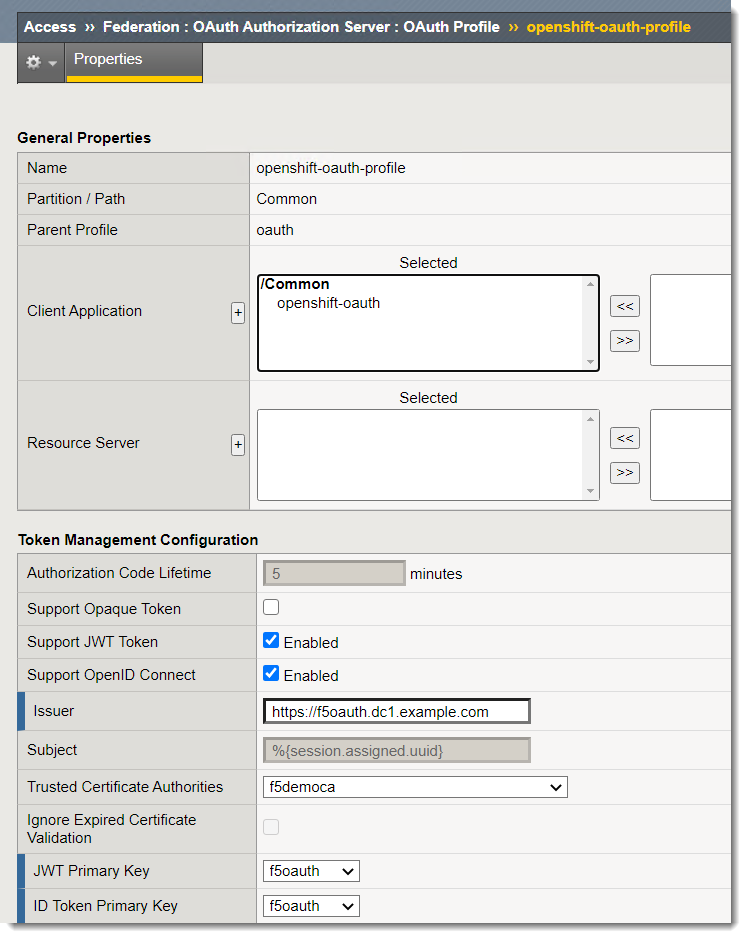 Access ›› Federation : OAuth Authorization Server : OAuth Profile ›› openshift-oauth-profile
Properties
General Properties
Name openshift-oauth-profile
Partition / Path Common
Parent Profile oauth
Selected
Client Application + /Common
openshift-oauth
<<
>>
Selected
Resource Server +
<<
>>
Token Management Configuration
Authorization Code Lifetime 5 minutes
Support Opaque Token
Support JWT Token Enabled
Support OpenID Connect Enabled
Issuer https://f5oauth.dc1.example.com
Subject %{session.assigned.uuid}
Trusted Certificate Authorities f5democa
Ignore Expired Certificate
Validation
JWT Primary Key f5oauth
ID Token Primary Key f5oauth